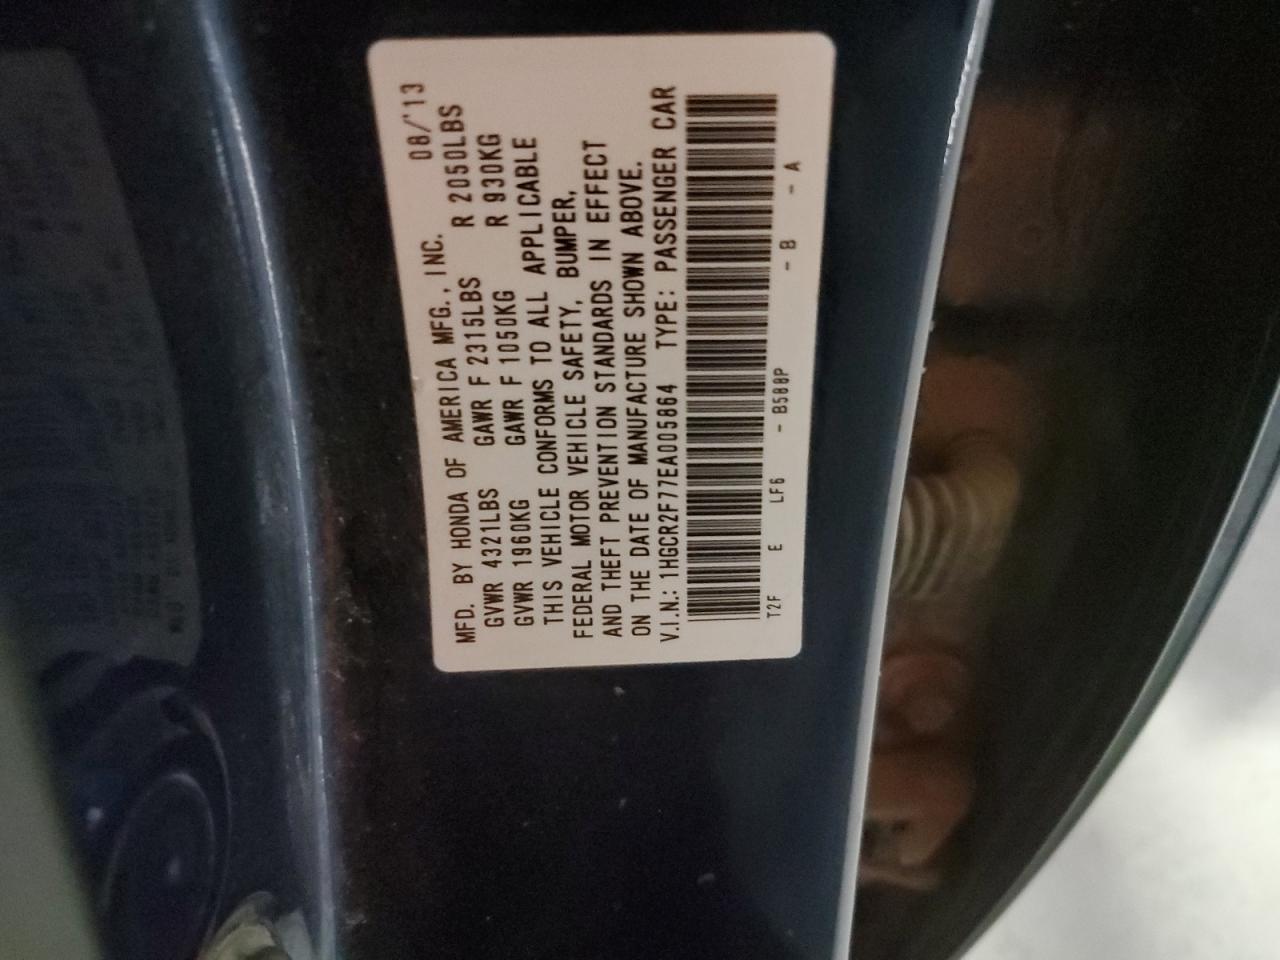 MFD. BY HONDA OF AMERICA MFG., INC. 08/'13
GVWR 4321LBS GAWR F 2315LBS R 2050LBS
GVWR 1960KG GAWR F 1050KG R 930KG
THIS VEHICLE CONFORMS TO ALL APPLICABLE
FEDERAL MOTOR VEHICLE SAFETY, BUMPER,
AND THEFT PREVENTION STANDARDS IN EFFECT
ON THE DATE OF MANUFACTURE SHOWN ABOVE.
V.I.N.: 1HGCR2F77EA005864 TYPE: PASSENGER CAR
T2F E LF6 - B588P - B - A